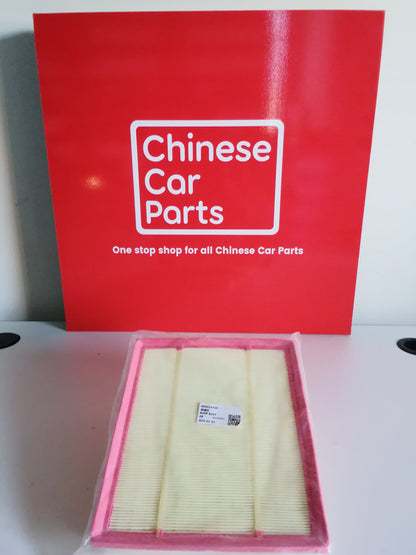 Chinese
Car
Parts
One stop shop for all Chinese Car Parts